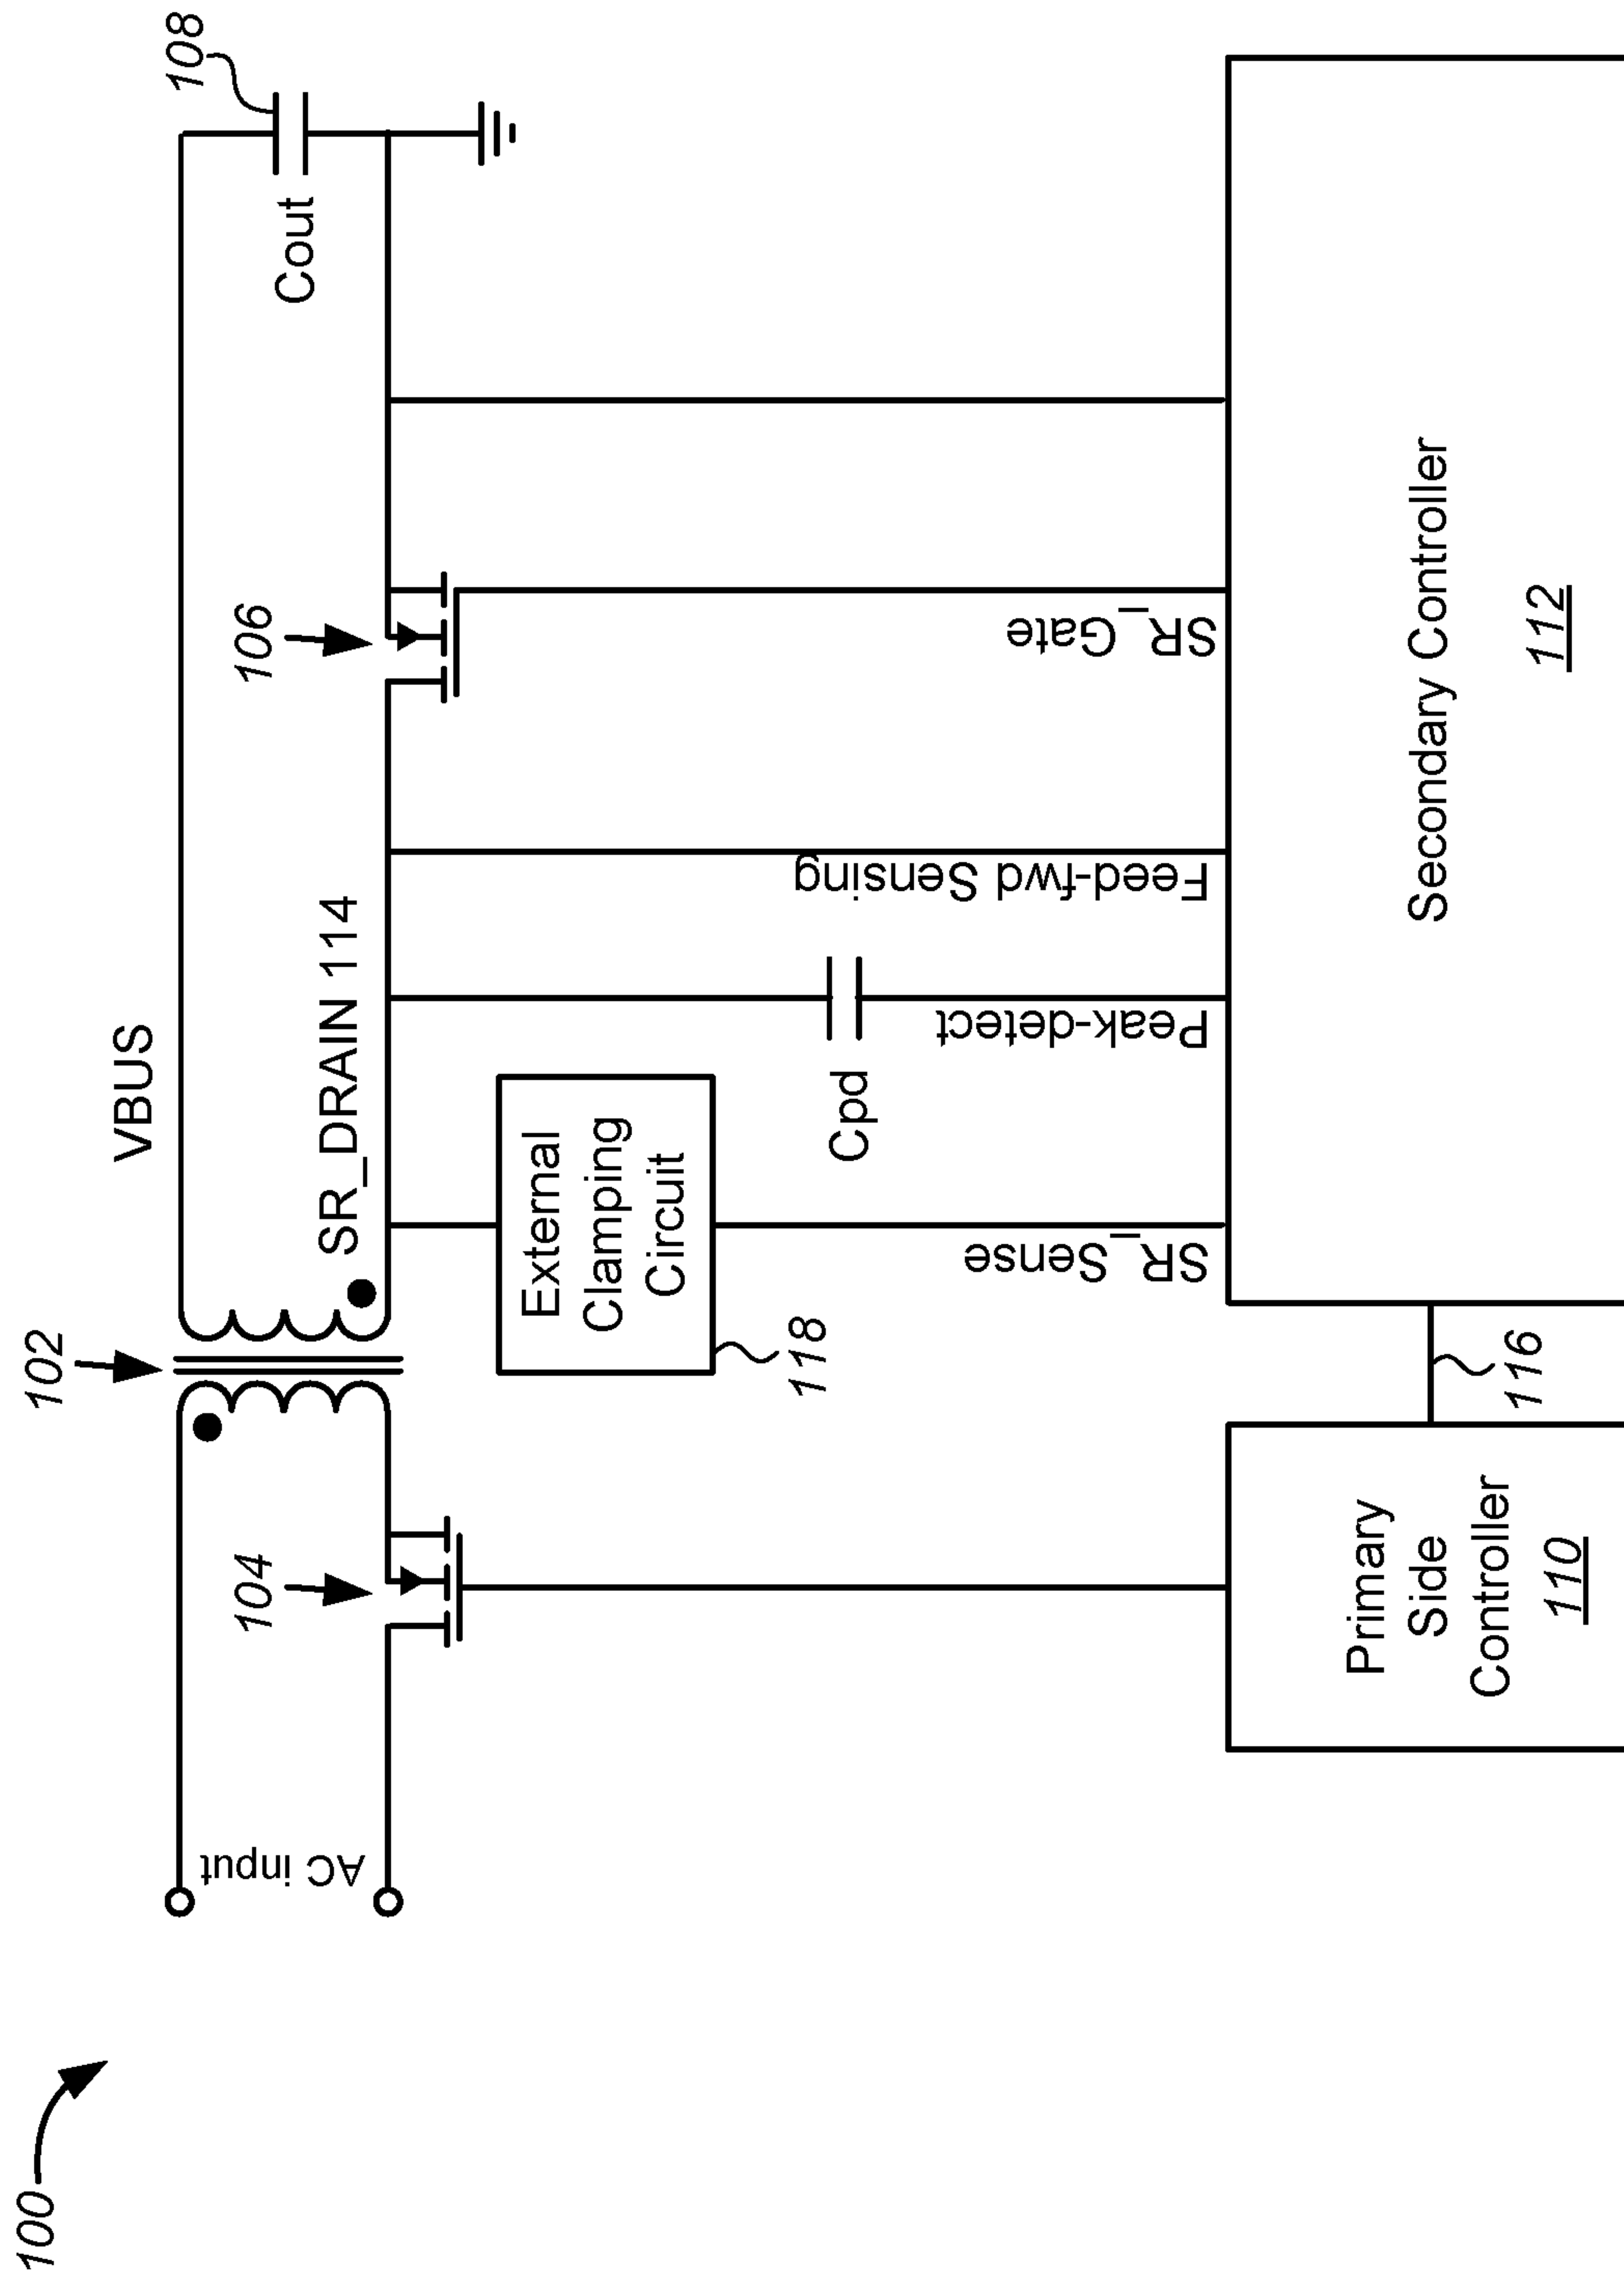 100
102
VBUS
108
SR_DRAIN 114
Cout
104
106
AC input
External
Clamping
Circuit
118
Cpd
SR_Sense
Peak-detect
Feed-fwd Sensing
SR_Gate
Primary
Side
Controller
110
116
Secondary Controller
112